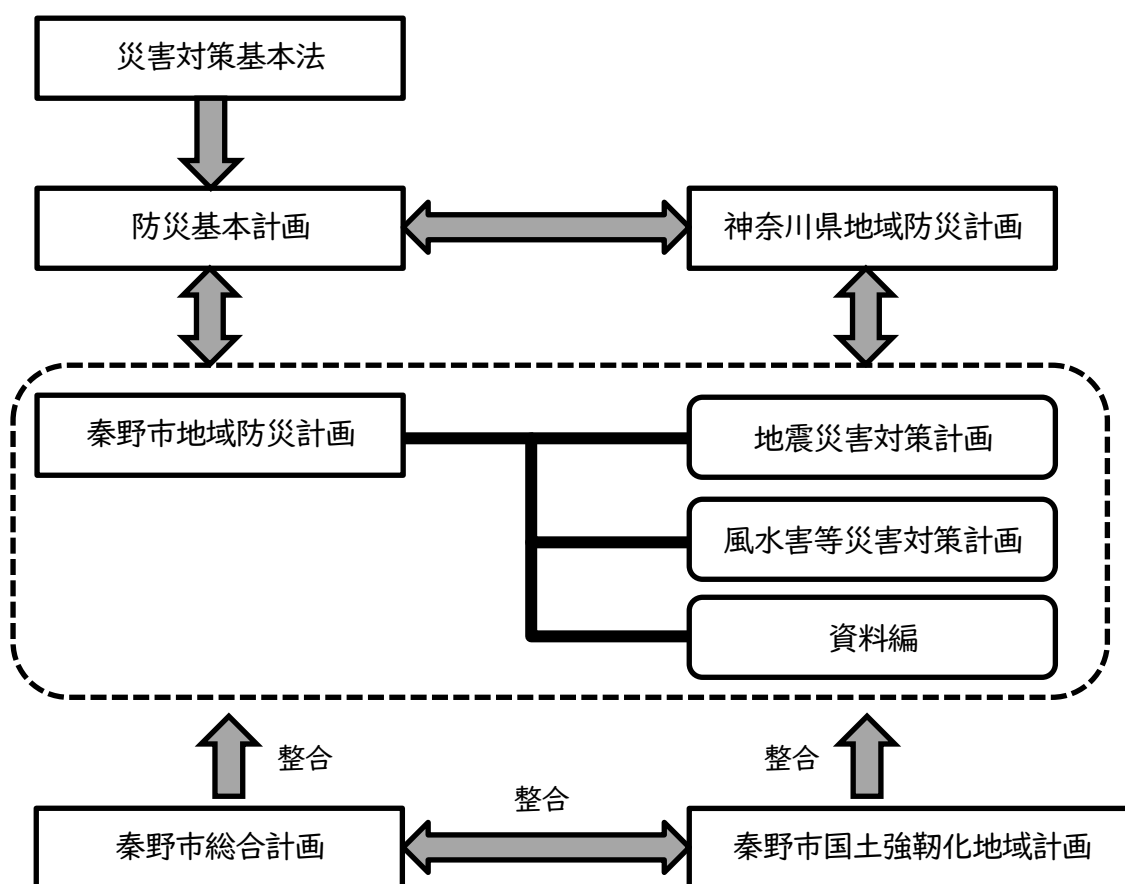 災害対策基本法
防災基本計画
神奈川県地域防災計画
秦野市地域防災計画
地震災害対策計画
風水害等災害対策計画
資料編
整合
整合
整合
秦野市総合計画
秦野市国土強靭化地域計画